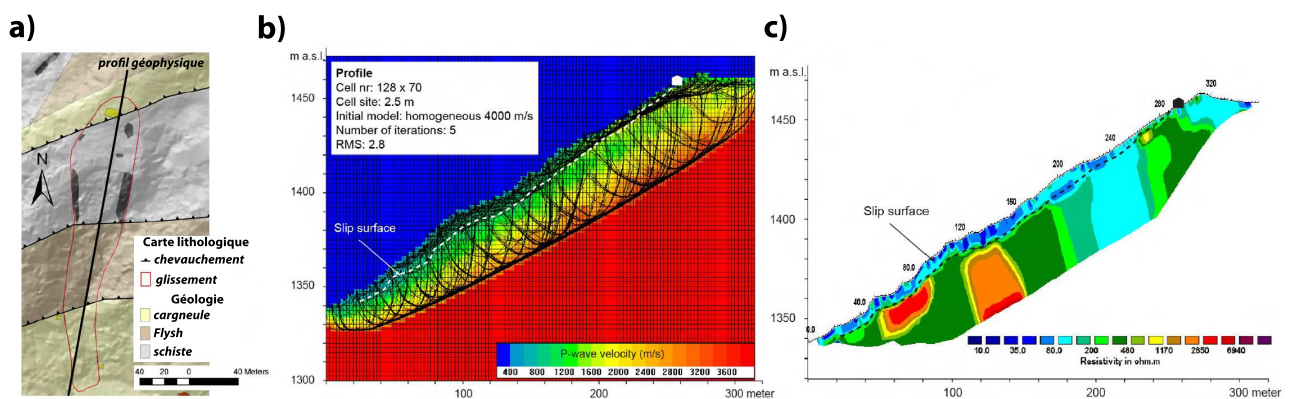 a)
profil géophysique
N
Carte lithologique
chevauchement
glissement
Géologie
cargneule
Flysh
schiste
40 20 0 40 Meters
b)
m a.s.l.
Profile
Cell nr: 128 x 70
Cell site: 2.5 m
Initial model: homogeneous 4000 m/s
Number of iterations: 5
RMS: 2.8
1450
1400
1350
1300
Slip surface
P-wave velocity (m/s)
400 800 1200 1600 2000 2400 2800 3200 3600
100 200 300 meter
c)
m a.s.l.
1450
1400
1350
Slip surface
0.0 40.0 80.0 120 160 200 240 280 320
10.0 35.0 80.0 200 480 1170 2850 6940
Resistivity in ohm.m
100 200 300 meter